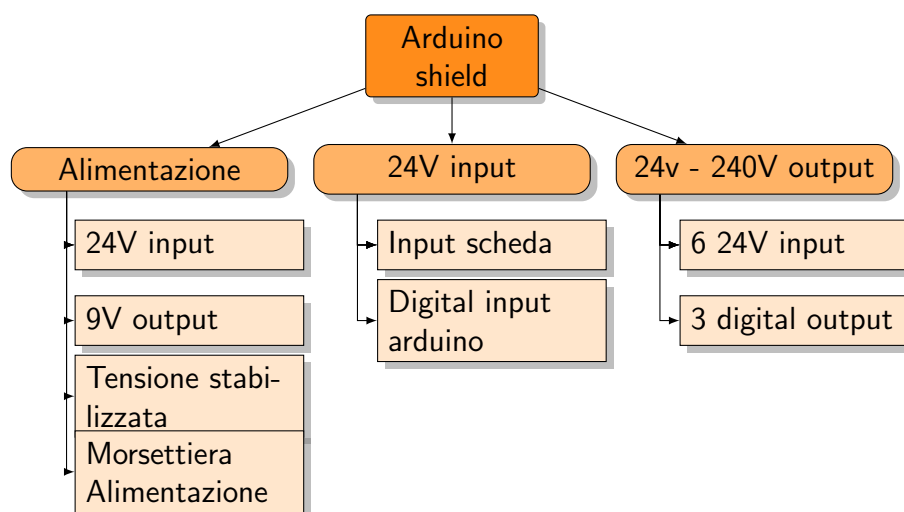 Arduino
shield
Alimentazione
24V input
9V output
Tensione stabi-
lizzata
Morsettiera
Alimentazione
24V input
Input scheda
Digital input
arduino
24v - 240V output
6 24V input
3 digital output